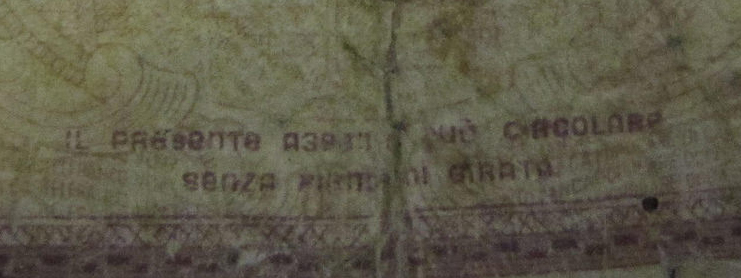 IL PRESENTE ASSEGNO PUÒ CIRCOLARE
SENZA FIRMA DI GIRATA